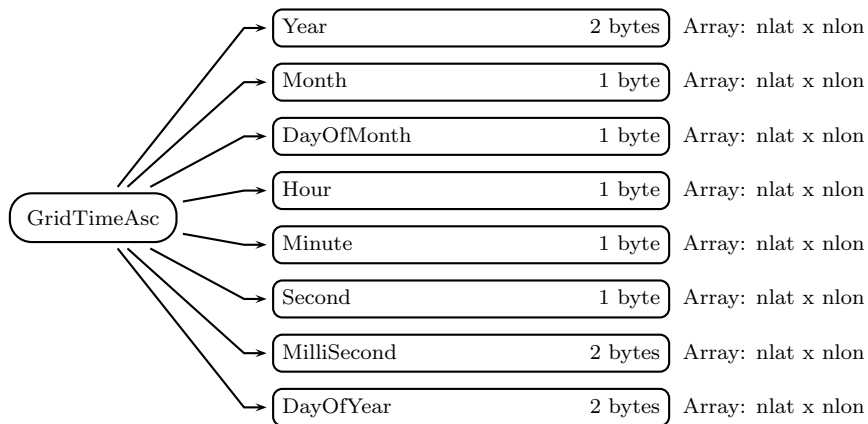 Year 2 bytes Array: nlat x nlon
Month 1 byte Array: nlat x nlon
DayOfMonth 1 byte Array: nlat x nlon
Hour 1 byte Array: nlat x nlon
GridTimeAsc
Minute 1 byte Array: nlat x nlon
Second 1 byte Array: nlat x nlon
MilliSecond 2 bytes Array: nlat x nlon
DayOfYear 2 bytes Array: nlat x nlon